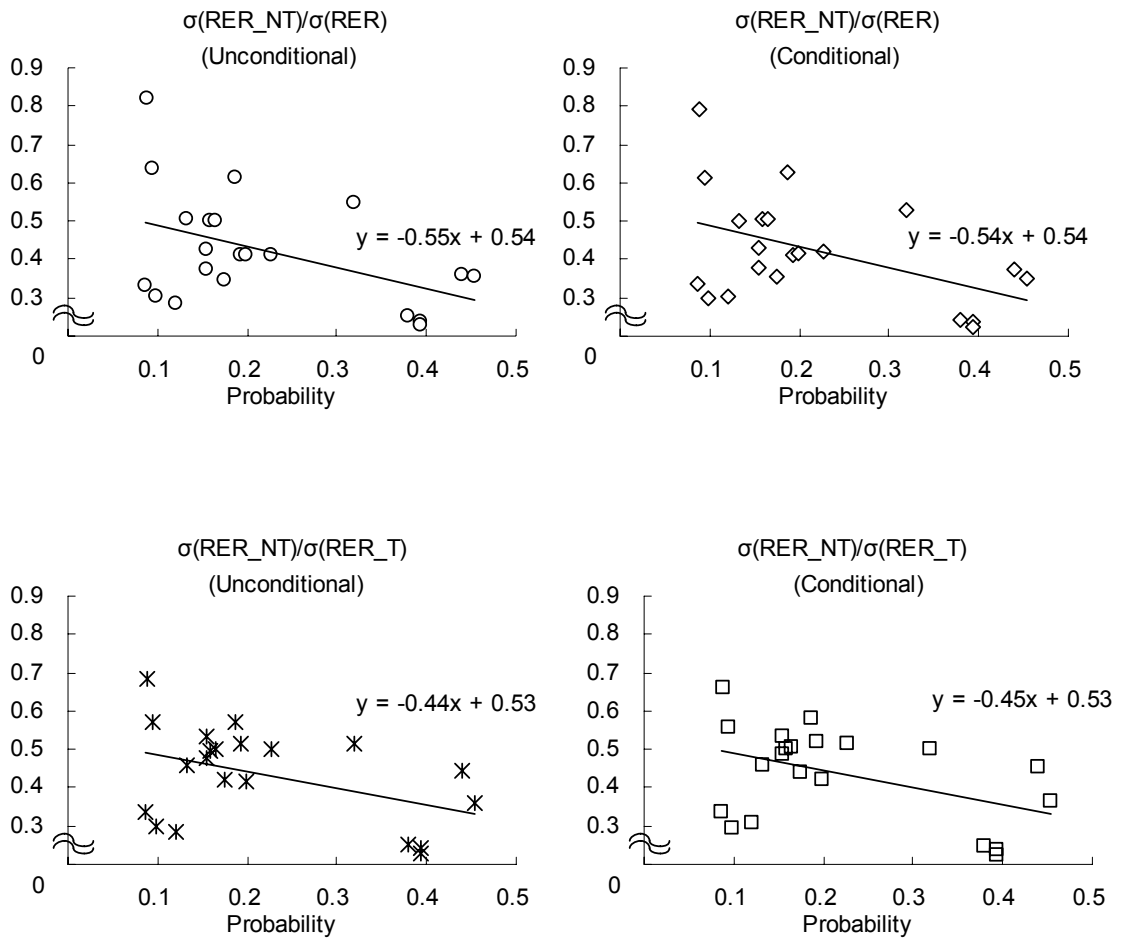 σ(RER_NT)/σ(RER)
(Unconditional)
0.9
0.8
0.7
0.6
0.5
0.4
0.3
0
y = -0.55x + 0.54
0.1 0.2 0.3 0.4 0.5
Probability
σ(RER_NT)/σ(RER)
(Conditional)
0.9
0.8
0.7
0.6
0.5
0.4
0.3
0
y = -0.54x + 0.54
0.1 0.2 0.3 0.4 0.5
Probability
σ(RER_NT)/σ(RER_T)
(Unconditional)
0.9
0.8
0.7
0.6
0.5
0.4
0.3
0
y = -0.44x + 0.53
0.1 0.2 0.3 0.4 0.5
Probability
σ(RER_NT)/σ(RER_T)
(Conditional)
0.9
0.8
0.7
0.6
0.5
0.4
0.3
0
y = -0.45x + 0.53
0.1 0.2 0.3 0.4 0.5
Probability